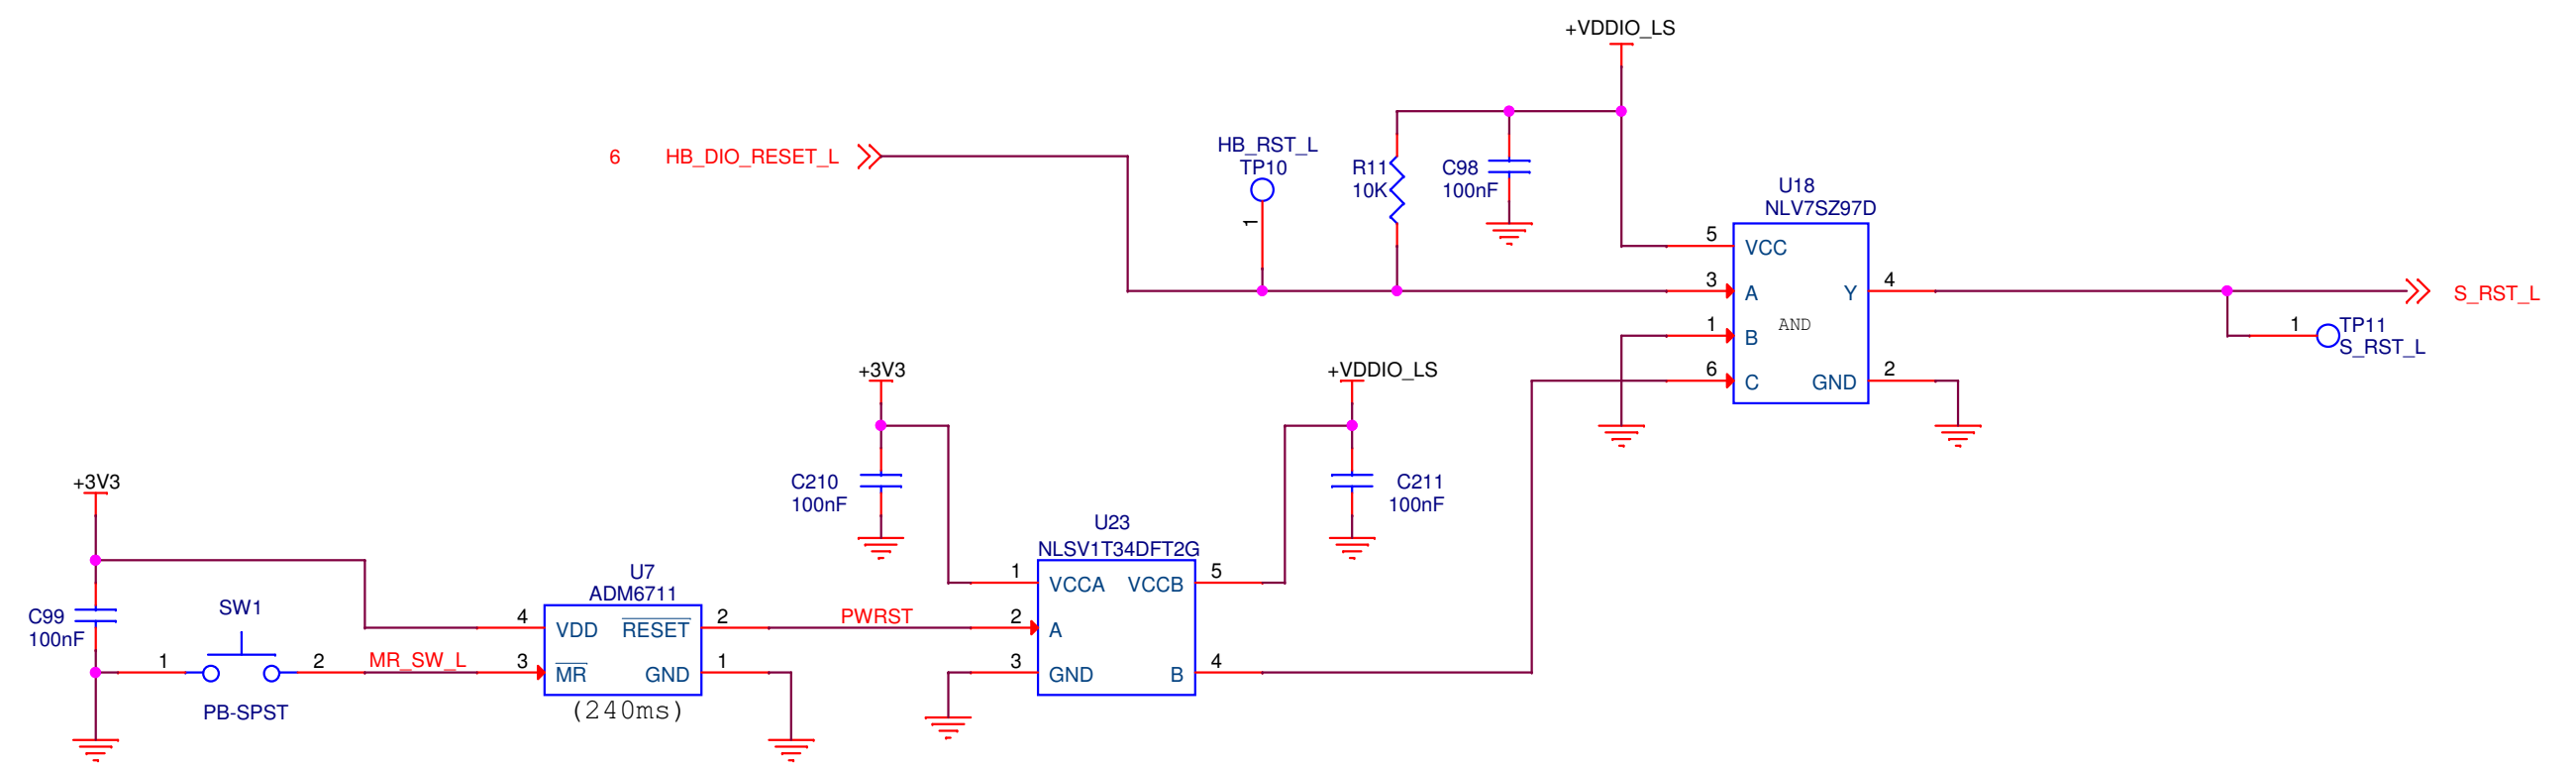 +VDDIO_LS
6 HB_DIO_RESET_L
HB_RST_L
TP10
1
R11
10K
C98
100nF
U18
NLV7SZ97D
5 VCC
3 A
Y 4
1 B
AND
6 C
GND 2
S_RST_L
1 TP11
S_RST_L
+3V3
C210
100nF
+VDDIO_LS
C211
100nF
U23
NLSV1T34DFT2G
1 VCCA
VCCB 5
2 A
3 GND
B 4
+3V3
C99
100nF
SW1
1
2
PB-SPST
MR_SW_L
U7
ADM6711
4 VDD
RESET 2
3 MR
GND 1
(240ms)
PWRST